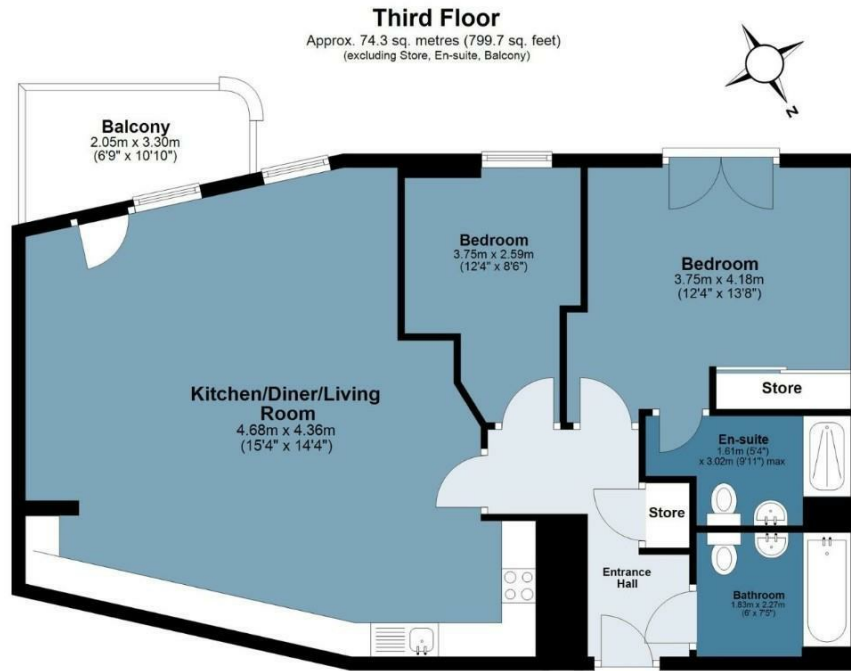 Third Floor
Approx. 74.3 sq. metres (799.7 sq. feet)
(excluding Store, En-suite, Balcony)
N
Balcony
2.05m x 3.30m
(6'9" x 10'10")
Bedroom
3.75m x 2.59m
(12'4" x 8'6")
Bedroom
3.75m x 4.18m
(12'4" x 13'8")
Kitchen/Diner/Living
Room
4.68m x 4.36m
(15'4" x 14'4")
Store
En-suite
1.61m (5'4")
x 3.02m (9'11") max
Store
Entrance
Hall
Bathroom
1.83m x 2.27m
(6' x 7'5")